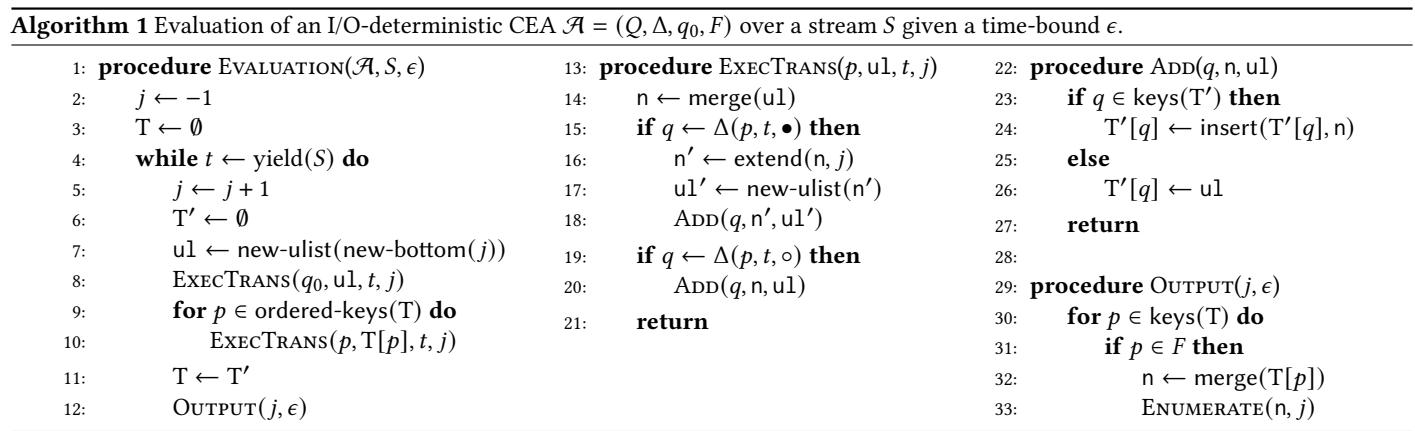 Algorithm 1 Evaluation of an I/O-deterministic CEA 𝒜 = (Q, Δ, q₀, F) over a stream S given a time-bound ϵ.
1: procedure Evaluation(𝒜, S, ϵ)
2: j ← −1
3: T ← ∅
4: while t ← yield(S) do
5: j ← j + 1
6: T′ ← ∅
7: ul ← new-ulist(new-bottom(j))
8: ExecTrans(q₀, ul, t, j)
9: for p ∈ ordered-keys(T) do
10: ExecTrans(p, T[p], t, j)
11: T ← T′
12: Output(j, ϵ)
13: procedure ExecTrans(p, ul, t, j)
14: n ← merge(ul)
15: if q ← Δ(p, t, •) then
16: n′ ← extend(n, j)
17: ul′ ← new-ulist(n′)
18: Add(q, n′, ul′)
19: if q ← Δ(p, t, ∘) then
20: Add(q, n, ul)
21: return
22: procedure Add(q, n, ul)
23: if q ∈ keys(T′) then
24: T′[q] ← insert(T′[q], n)
25: else
26: T′[q] ← ul
27: return
28:
29: procedure Output(j, ϵ)
30: for p ∈ keys(T) do
31: if p ∈ F then
32: n ← merge(T[p])
33: Enumerate(n, j)